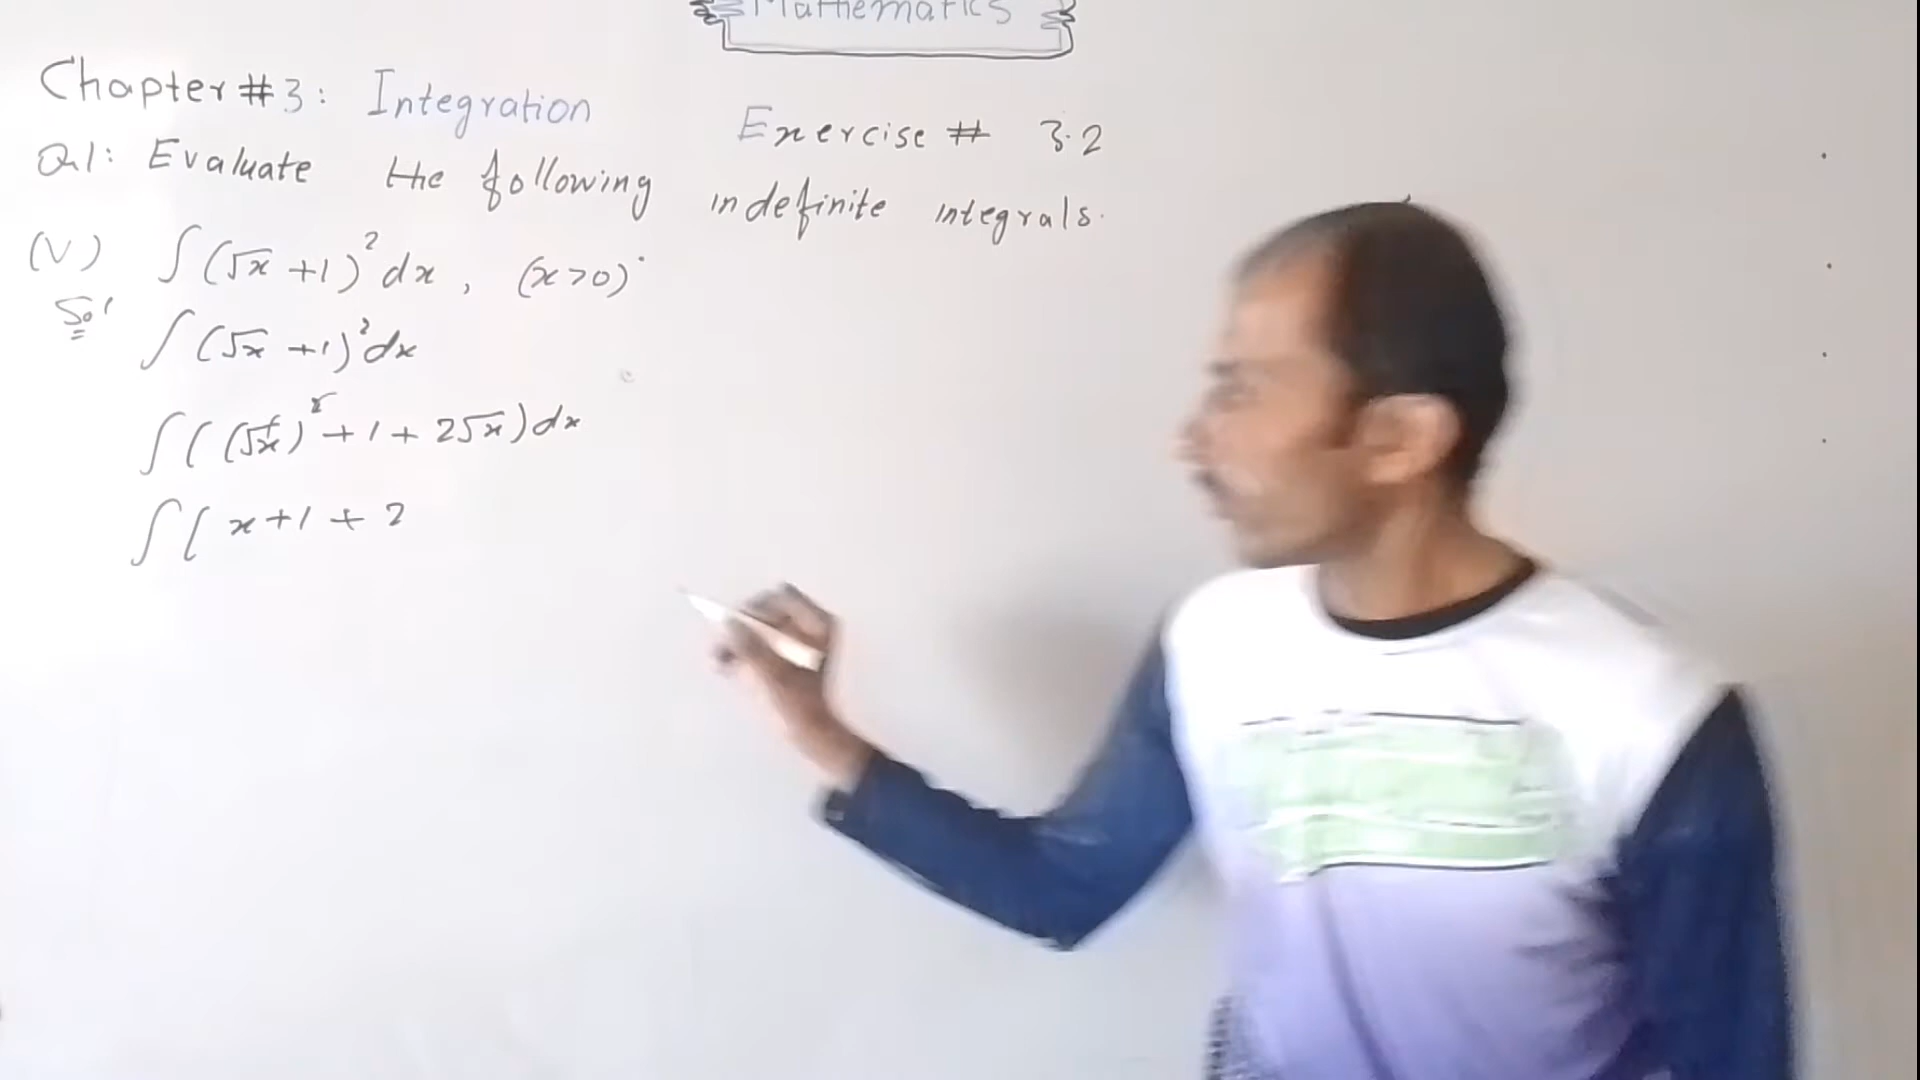 Mathematics
Chapter #3: Integration
Exercise # 3.2
Q1: Evaluate the following indefinite integrals.
(V) ∫(√x +1)² dx, (x>0)
Sol
∫(√x +1)² dx
∫((√x)² + 1 + 2√x) dx
∫( x+1 + 2